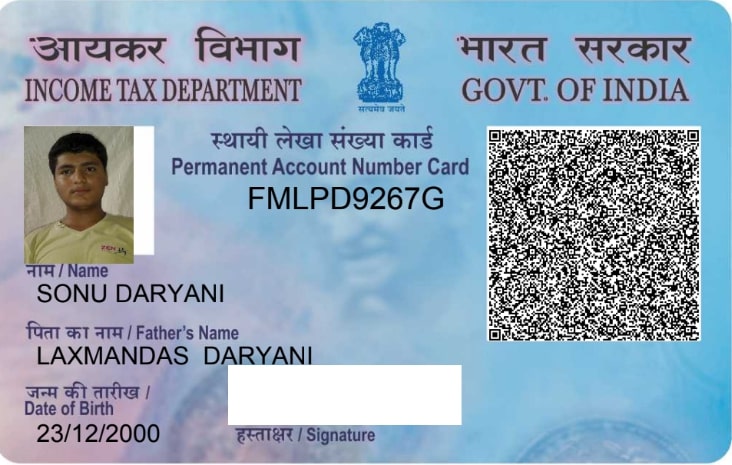 आयकर विभाग
INCOME TAX DEPARTMENT
सत्यमेव जयते
भारत सरकार
GOVT. OF INDIA
स्थायी लेखा संख्या कार्ड
Permanent Account Number Card
FMLPD9267G
नाम / Name
SONU DARYANI
पिता का नाम / Father's Name
LAXMANDAS DARYANI
जन्म की तारीख /
Date of Birth
23/12/2000
हस्ताक्षर / Signature